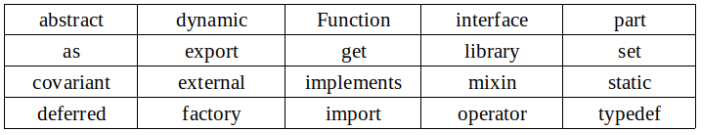 abstract dynamic Function interface part
as export get library set
covariant external implements mixin static
deferred factory import operator typedef